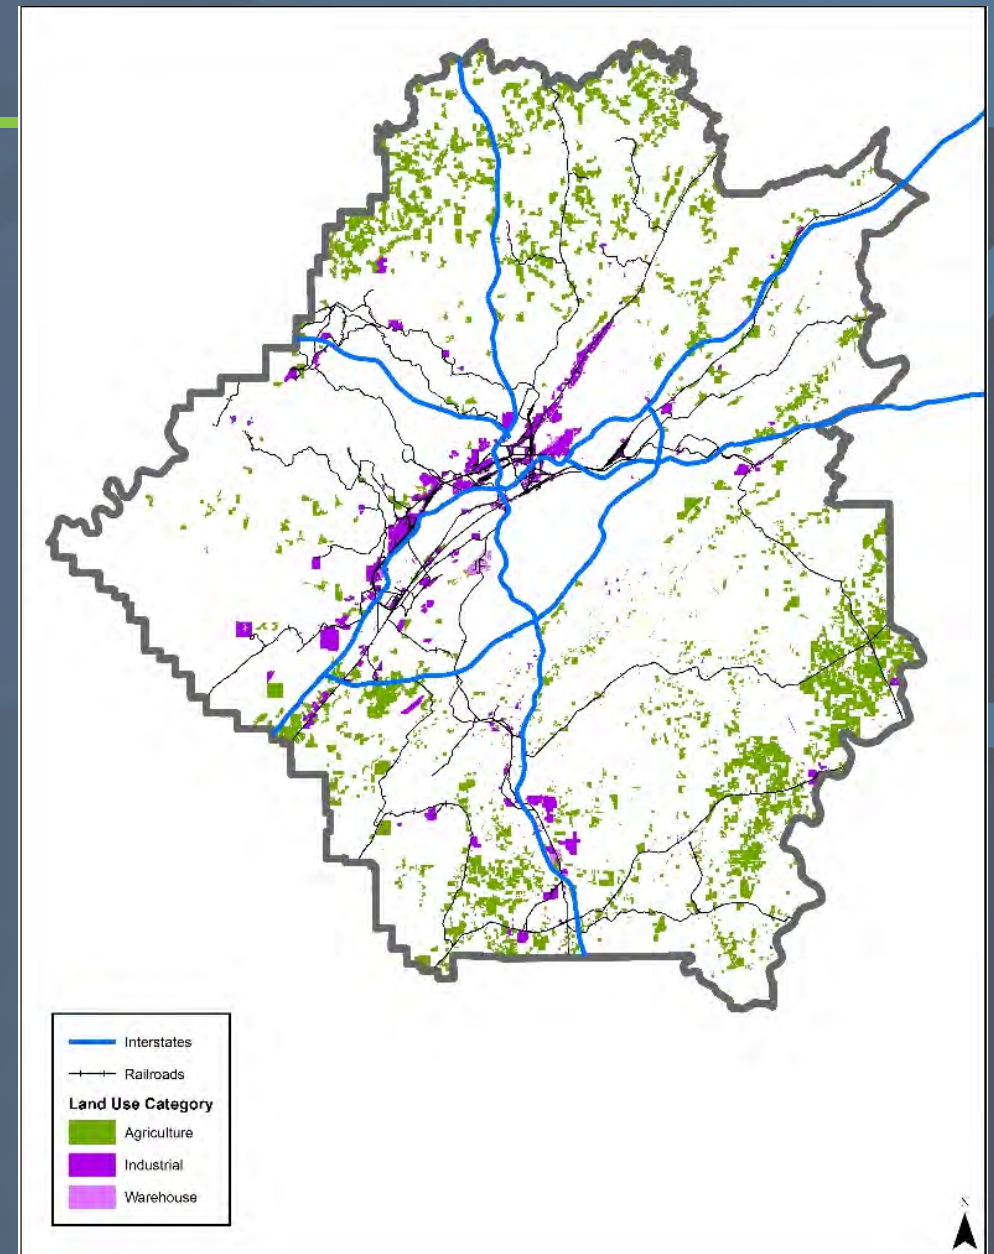 Interstates
Railroads
Land Use Category
Agriculture
Industrial
Warehouse
N